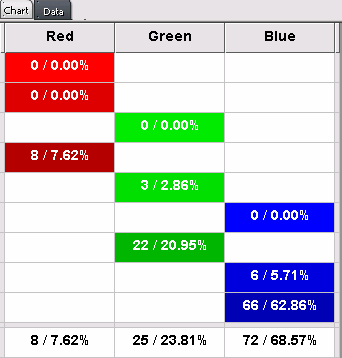 Chart Data
Red Green Blue
0 / 0.00%
0 / 0.00%
0 / 0.00%
8 / 7.62%
3 / 2.86%
0 / 0.00%
22 / 20.95%
6 / 5.71%
66 / 62.86%
8 / 7.62% 25 / 23.81% 72 / 68.57%